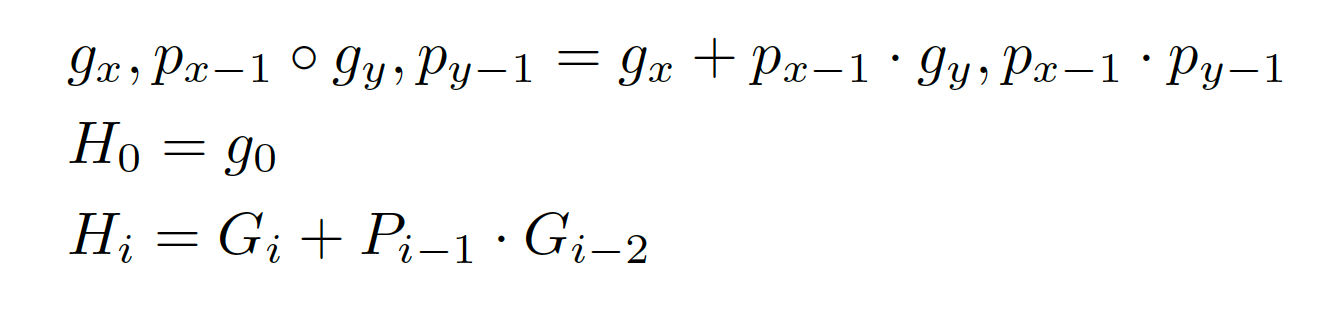 g_x, p_{x−1} ∘ g_y, p_{y−1} = g_x + p_{x−1} · g_y, p_{x−1} · p_{y−1}
H_0 = g_0
H_i = G_i + P_{i−1} · G_{i−2}